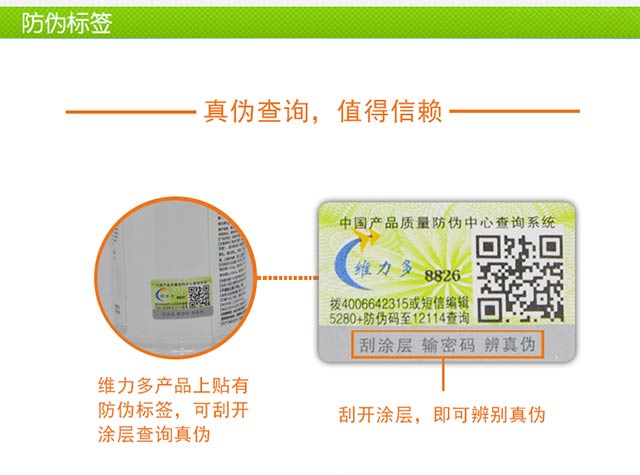 防伪标签
真伪查询，值得信赖
中国产品质量防伪中心查询系统
维力多 8826
拨4006642315或短信编辑
5280+防伪码至12114查询
刮涂层 输密码 辨真伪
维力多产品上贴有
防伪标签，可刮开
涂层查询真伪
刮开涂层，即可辨别真伪